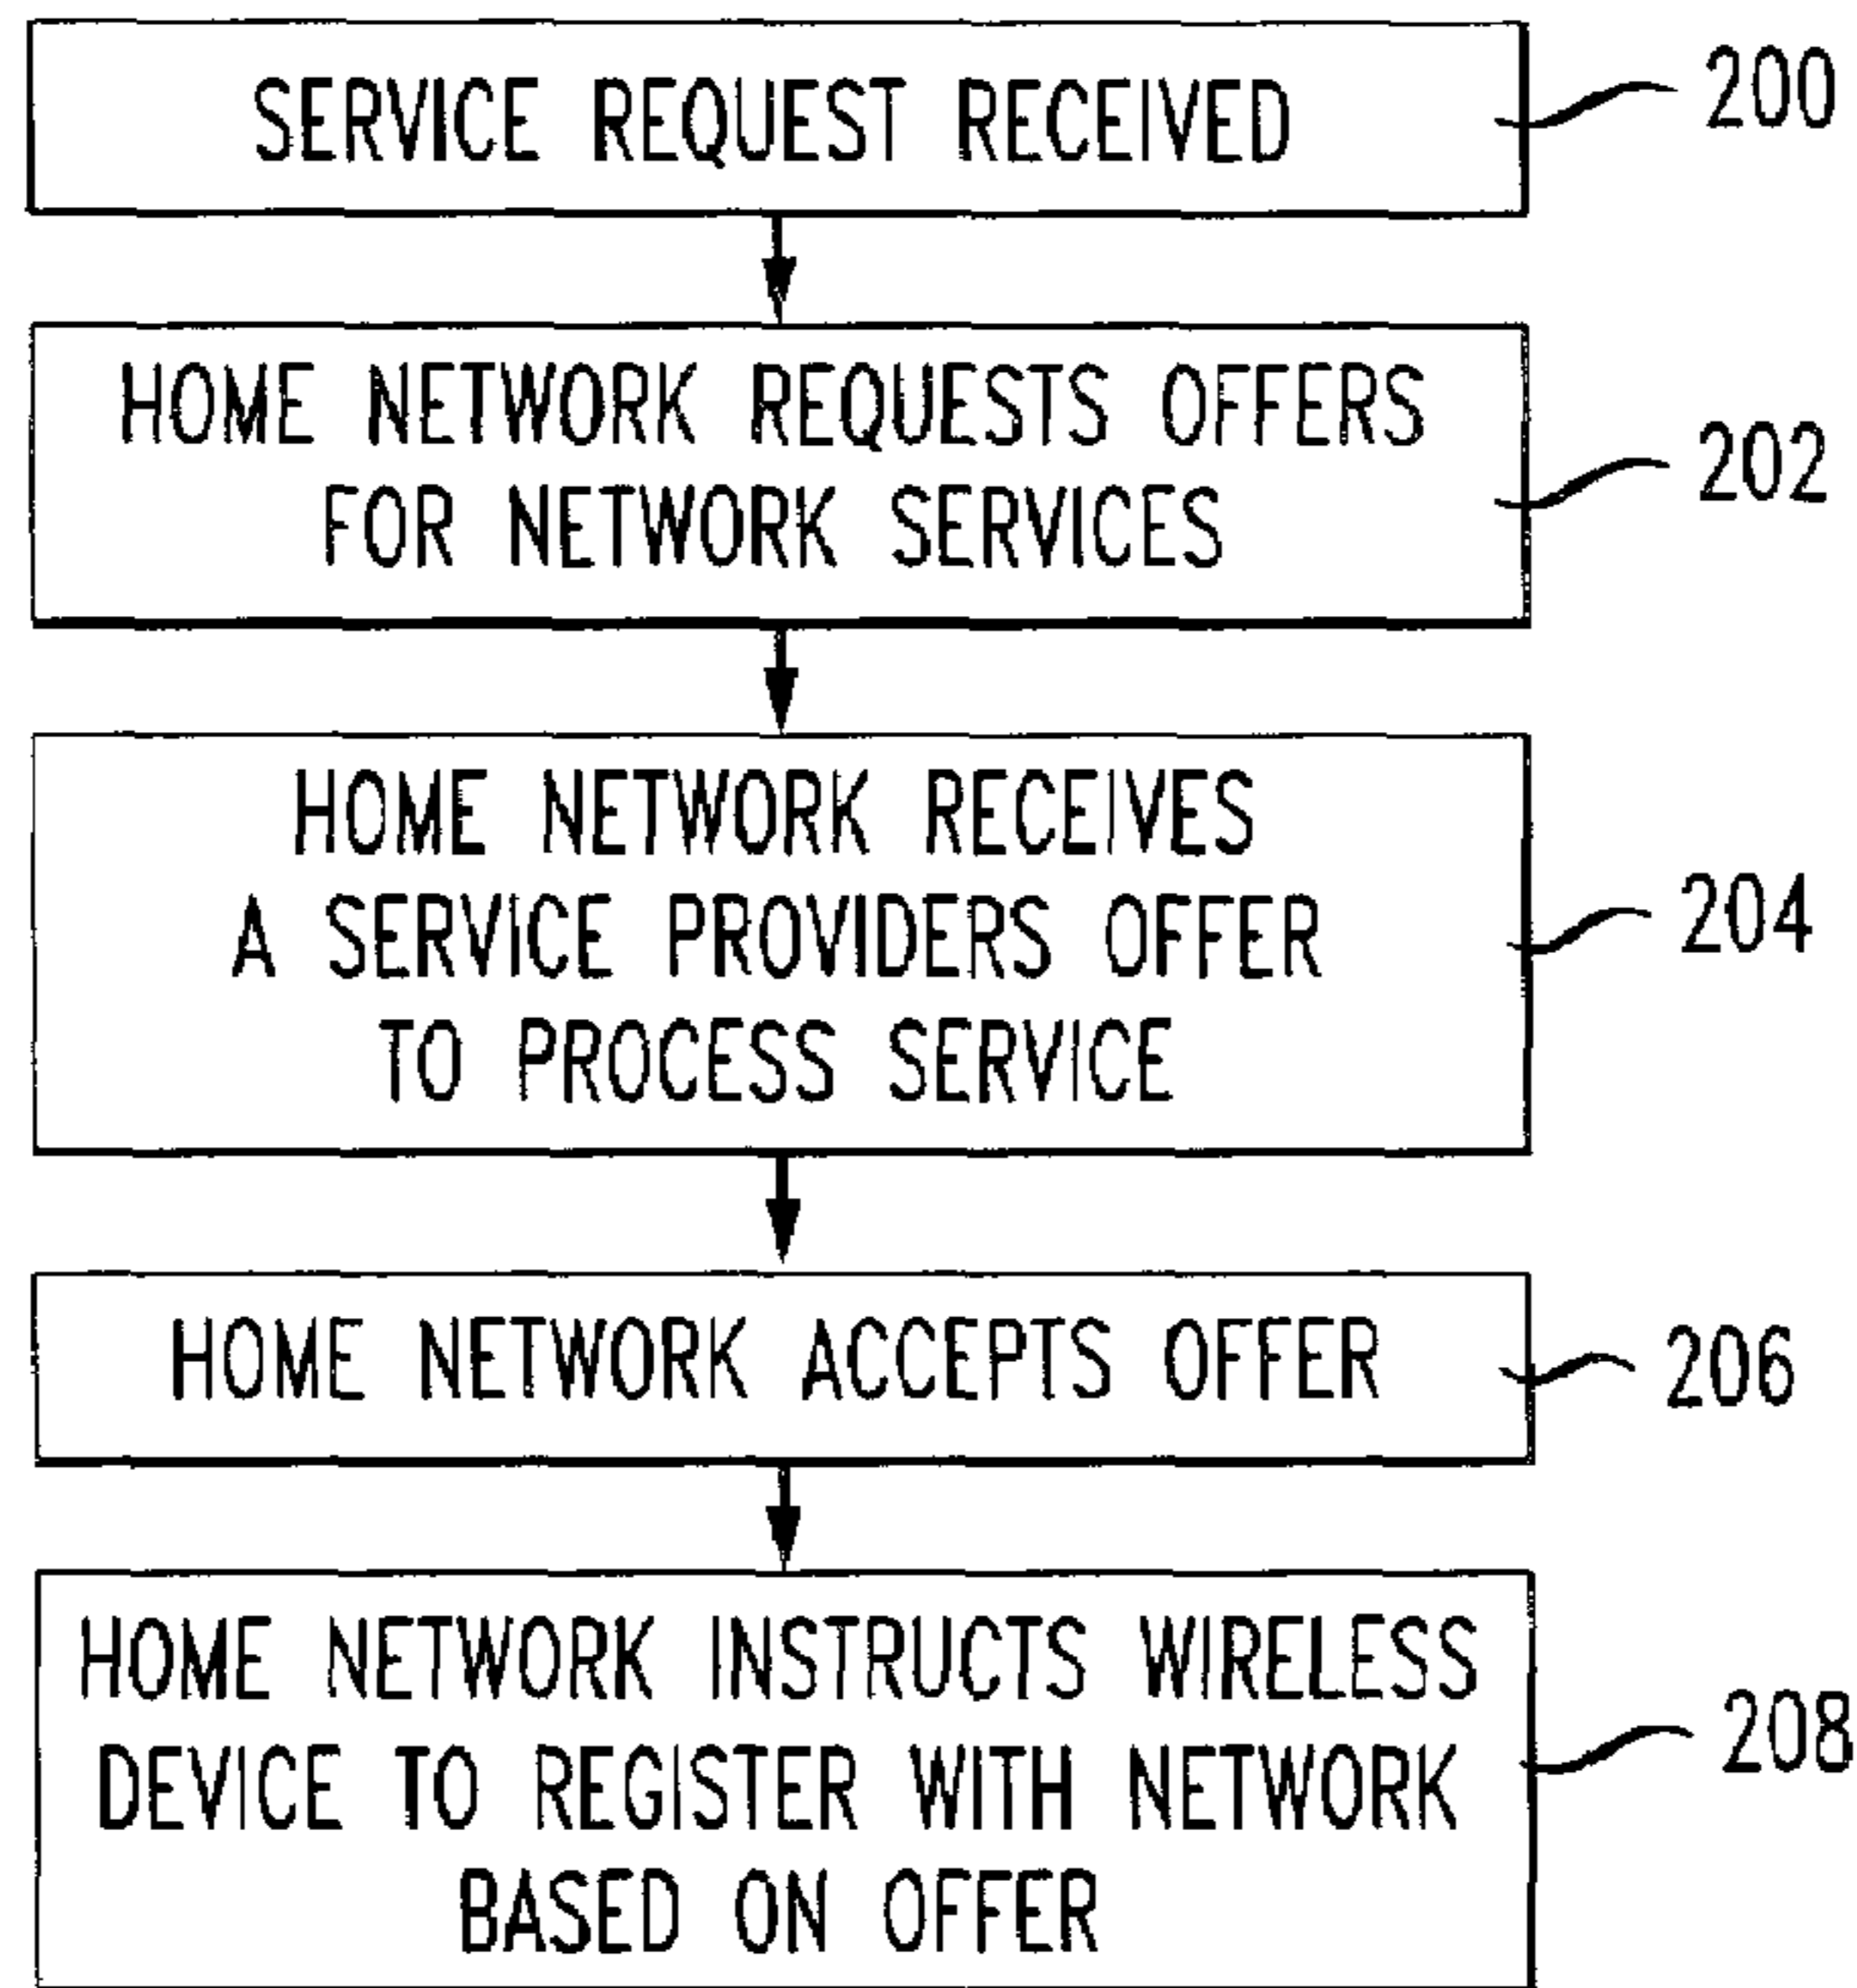 SERVICE REQUEST RECEIVED
200
HOME NETWORK REQUESTS OFFERS
FOR NETWORK SERVICES
202
HOME NETWORK RECEIVES
A SERVICE PROVIDERS OFFER
TO PROCESS SERVICE
204
HOME NETWORK ACCEPTS OFFER
206
HOME NETWORK INSTRUCTS WIRELESS
DEVICE TO REGISTER WITH NETWORK
BASED ON OFFER
208